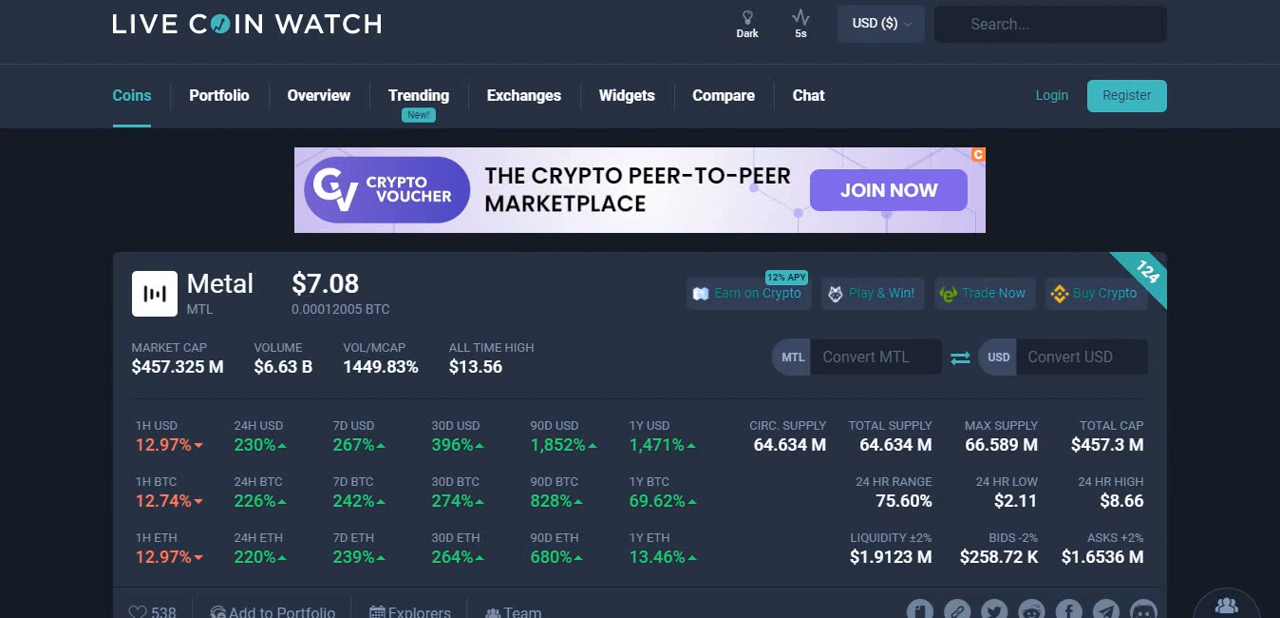 LIVE COIN WATCH
Dark
5s
USD ($)
Search...
Coins
Portfolio
Overview
Trending
New!
Exchanges
Widgets
Compare
Chat
Login
Register
CRYPTO
VOUCHER
THE CRYPTO PEER-TO-PEER
MARKETPLACE
JOIN NOW
C
Metal
MTL
$7.08
0.00012005 BTC
12% APY
Earn on Crypto
Play & Win!
Trade Now
Buy Crypto
124
MARKET CAP VOLUME VOL/MCAP ALL TIME HIGH
$457.325 M $6.63 B 1449.83% $13.56
MTL Convert MTL USD Convert USD
1H USD 24H USD 7D USD 30D USD 90D USD 1Y USD CIRC. SUPPLY TOTAL SUPPLY MAX SUPPLY TOTAL CAP
12.97% 230% 267% 396% 1,852% 1,471% 64.634 M 64.634 M 66.589 M $457.3 M
1H BTC 24H BTC 7D BTC 30D BTC 90D BTC 1Y BTC 24 HR RANGE 24 HR LOW 24 HR HIGH
12.74% 226% 242% 274% 828% 69.62% 75.60% $2.11 $8.66
1H ETH 24H ETH 7D ETH 30D ETH 90D ETH 1Y ETH LIQUIDITY ±2% BIDS -2% ASKS +2%
12.97% 220% 239% 264% 680% 13.46% $1.9123 M $258.72 K $1.6536 M
538 Add to Portfolio Explorers Team